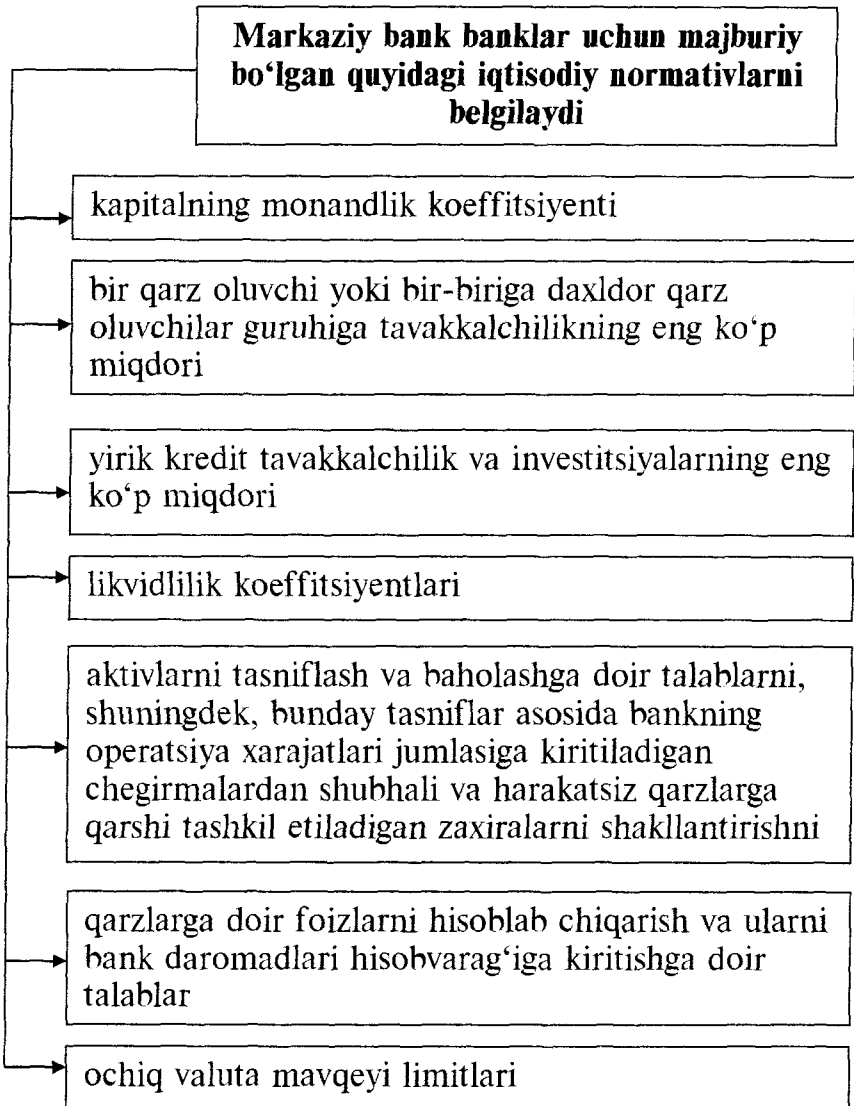 Markaziy bank banklar uchun majburiy
bo‘lgan quyidagi iqtisodiy normativlarni
belgilaydi
kapitalning monandlik koeffitsiyenti
bir qarz oluvchi yoki bir-biriga daxldor qarz
oluvchilar guruhiga tavakkalchilikning eng ko‘p
miqdori
yirik kredit tavakkalchilik va investitsiyalarning eng
ko‘p miqdori
likvidlilik koeffitsiyentlari
aktivlarni tasniflash va baholashga doir talablarni,
shuningdek, bunday tasniflar asosida bankning
operatsiya xarajatlari jumlasiga kiritiladigan
chegirmalardan shubhali va harakatsiz qarzlarga
qarshi tashkil etiladigan zaxiralarni shakllantirishni
qarzlarga doir foizlarni hisoblab chiqarish va ularni
bank daromadlari hisobvarag‘iga kiritishga doir
talablar
ochiq valuta mavqeyi limitlari